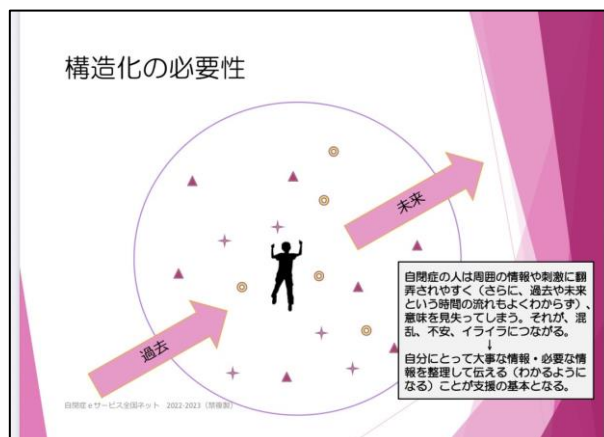 構造化の必要性
未来
過去
自閉症の人は周囲の情報や刺激に翻
弄されやすく（さらに、過去や未来
という時間の流れもよくわからず）、
意味を見失ってしまう。それが、混
乱、不安、イライラにつながる。
↓
自分にとって大事な情報・必要な情
報を整理して伝える（わかるように
なる）ことが支援の基本となる。
自閉症eサービス全国ネット　2022-2023（禁複製）